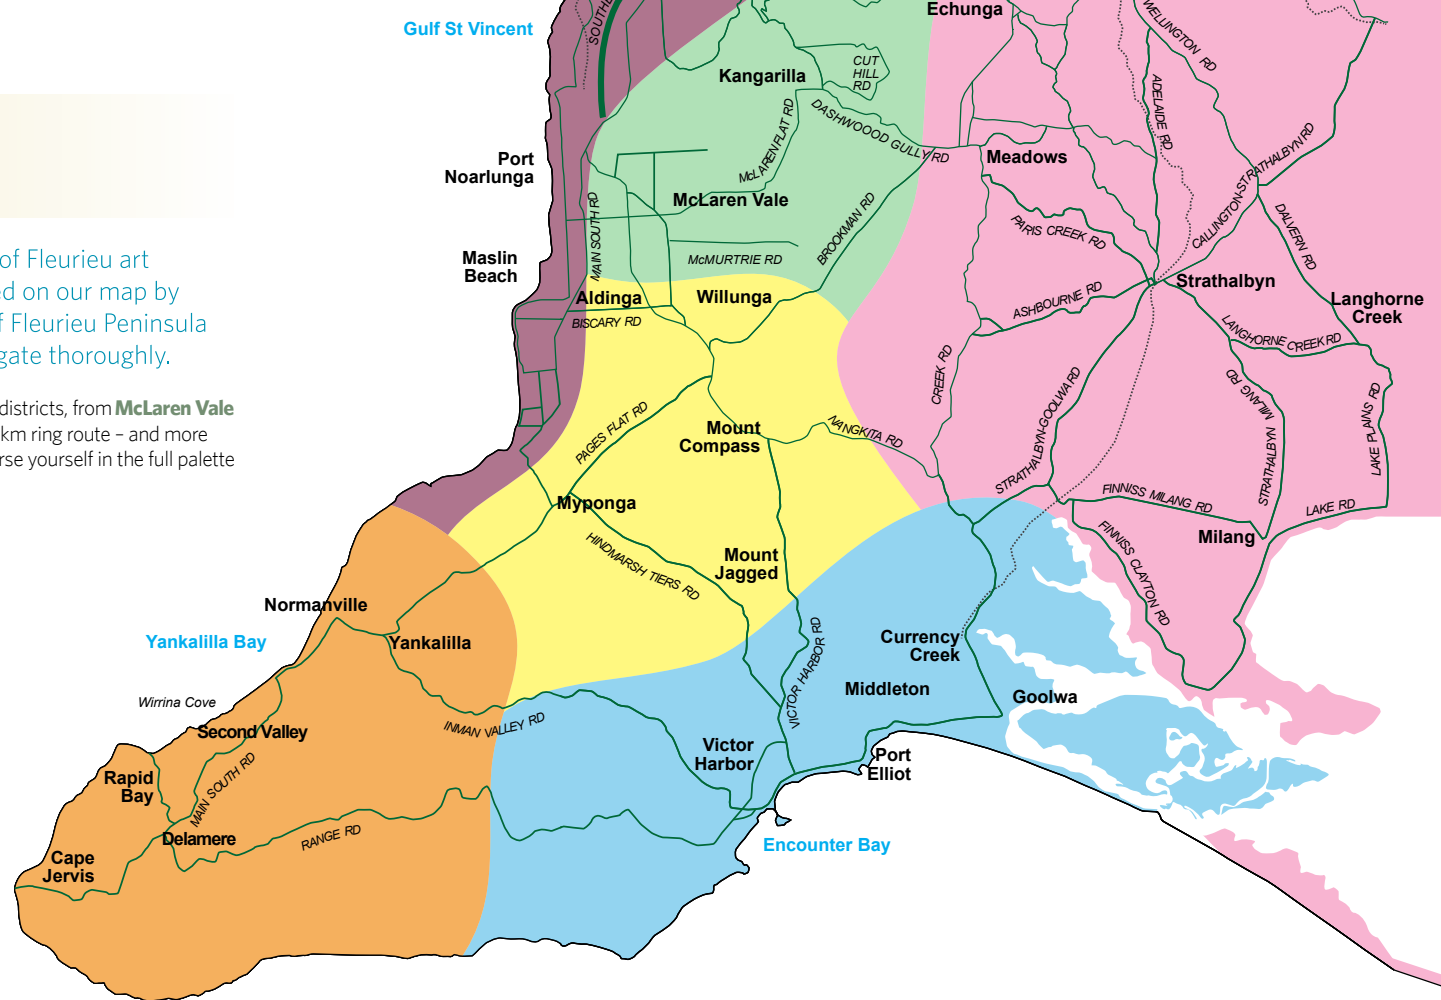 of Fleurieu art
ed on our map by
f Fleurieu Peninsula
gate thoroughly.
districts, from McLaren Vale
km ring route – and more
rse yourself in the full palette
Gulf St Vincent
SOUTHE
Echunga
WELLINGTON RD
Kangarilla
CUT
HILL
RD
ADELAIDE RD
DASHWOOOD GULLY RD
McLAREN FLAT RD
Port
Noarlunga
Meadows
CALLINGTON-STRATHALBYN RD
McLaren Vale
MAIN SOUTH RD
BROOKMAN RD
PARIS CREEK RD
DALVERN RD
Maslin
Beach
McMURTRIE RD
Strathalbyn
Aldinga
Willunga
ASHBOURNE RD
Langhorne
Creek
BISCARY RD
LANGHORNE CREEK RD
CREEK RD
STRATHALBYN-GOOLWA RD
STRATHALBYN MILANG RD
LAKE PLAINS RD
PAGES FLAT RD
Mount
Compass
NANGKITA RD
Myponga
FINNISS MILANG RD
LAKE RD
Milang
HINDMARSH TIERS RD
Mount
Jagged
FINNISS CLAYTON RD
Normanville
Yankalilla Bay
Yankalilla
VICTOR HARBOR RD
Currency
Creek
Middleton
Goolwa
Wirrina Cove
INMAN VALLEY RD
Second Valley
Victor
Harbor
Port
Elliot
Rapid
Bay
MAIN SOUTH RD
Delamere
RANGE RD
Encounter Bay
Cape
Jervis